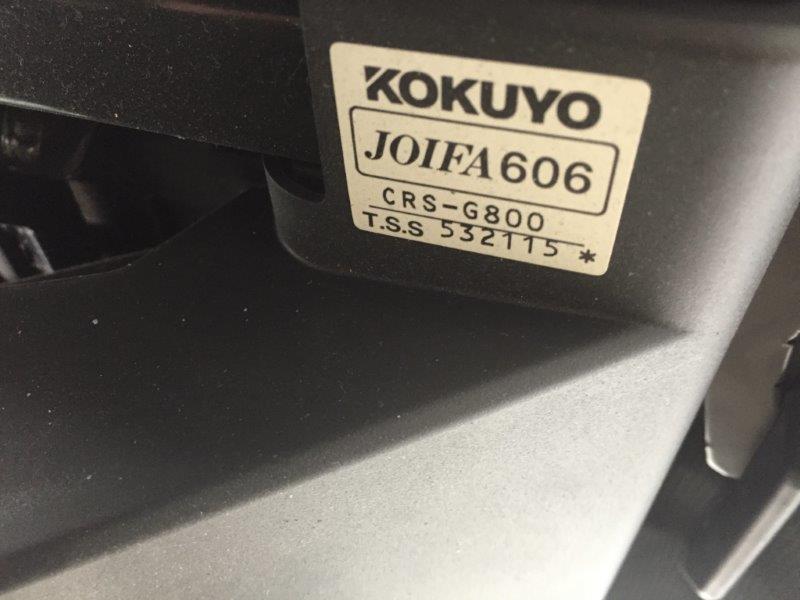 KOKUYO
JOIFA606
CRS-G800
T.S.S 532115 *